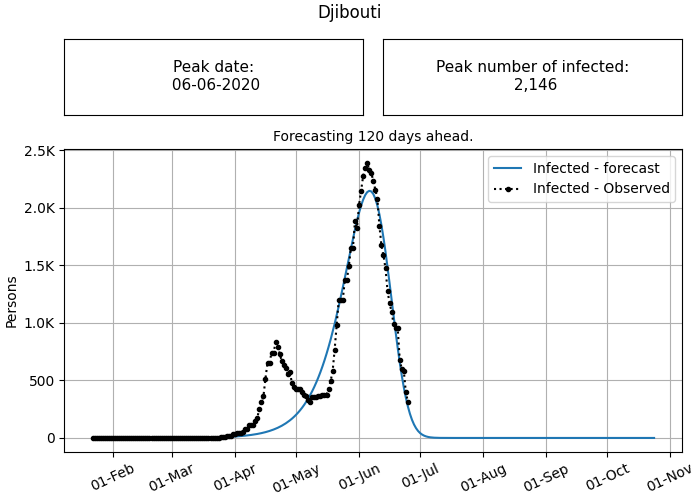 Djibouti
Peak date:
06-06-2020
Peak number of infected:
2,146
Forecasting 120 days ahead.
2.5K
2.0K
1.5K
1.0K
500
0
Persons
Infected - forecast
Infected - Observed
01-Feb
01-Mar
01-Apr
01-May
01-Jun
01-Jul
01-Aug
01-Sep
01-Oct
01-Nov